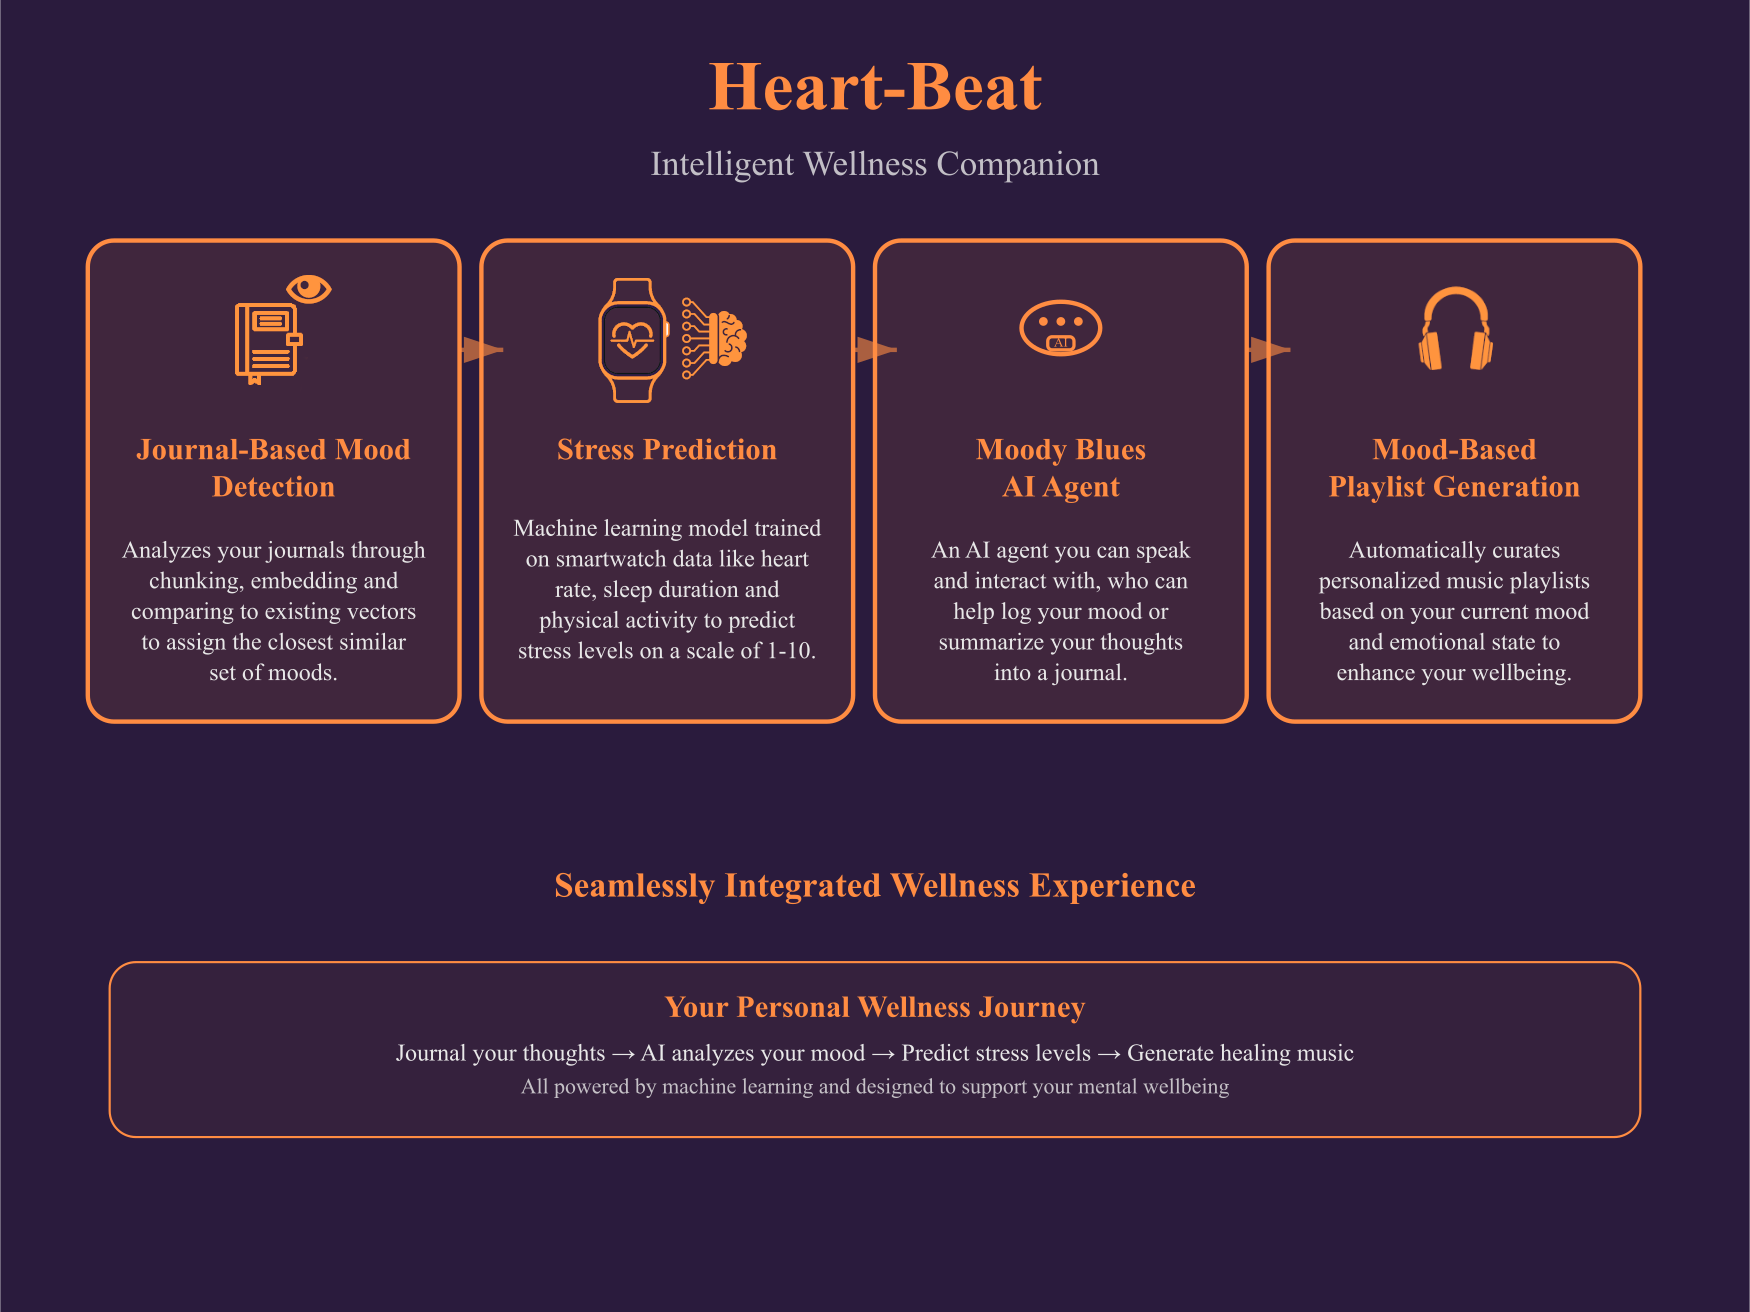 Heart-Beat
Intelligent Wellness Companion
Journal-Based Mood
Detection
Analyzes your journals through
chunking, embedding and
comparing to existing vectors
to assign the closest similar
set of moods.
Stress Prediction
Machine learning model trained
on smartwatch data like heart
rate, sleep duration and
physical activity to predict
stress levels on a scale of 1-10.
AI
Moody Blues
AI Agent
An AI agent you can speak
and interact with, who can
help log your mood or
summarize your thoughts
into a journal.
Mood-Based
Playlist Generation
Automatically curates
personalized music playlists
based on your current mood
and emotional state to
enhance your wellbeing.
Seamlessly Integrated Wellness Experience
Your Personal Wellness Journey
Journal your thoughts → AI analyzes your mood → Predict stress levels → Generate healing music
All powered by machine learning and designed to support your mental wellbeing